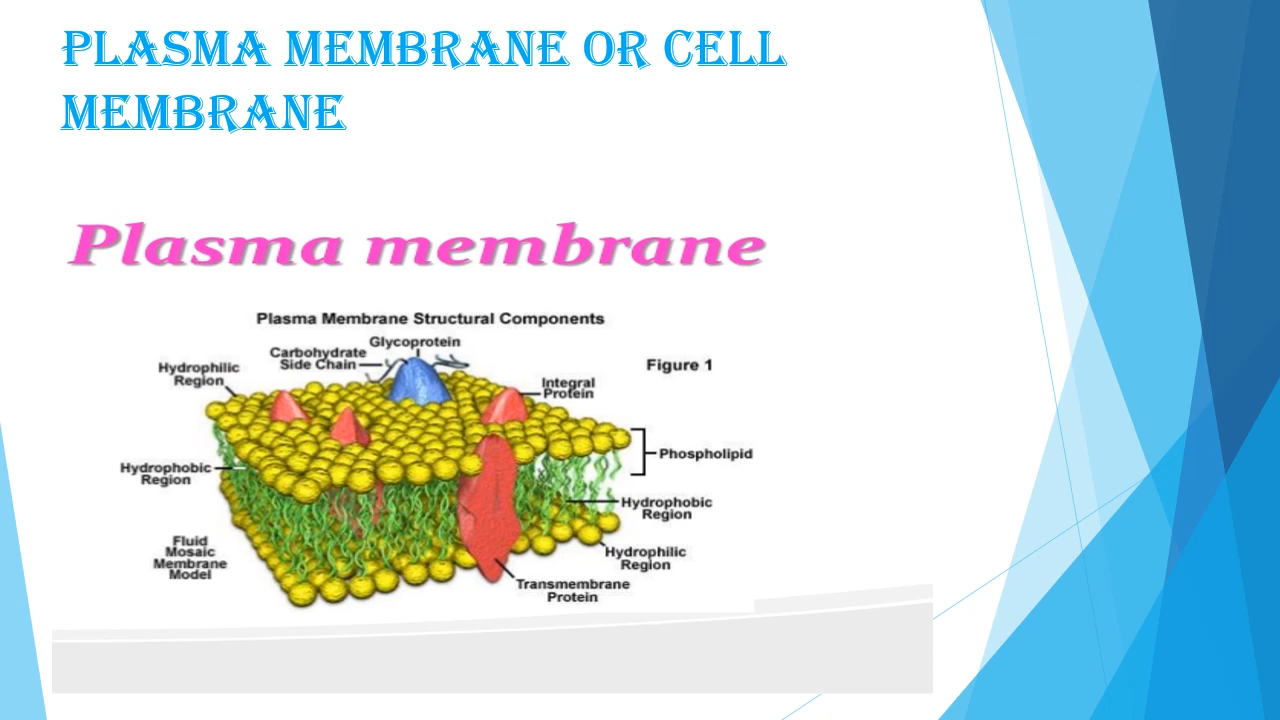 PLASMA MEMBRANE OR CELL
MEMBRANE
Plasma membrane
Plasma Membrane Structural Components
Glycoprotein
Carbohydrate
Side Chain
Figure 1
Hydrophilic
Region
Integral
Protein
Phospholipid
Hydrophobic
Region
Hydrophobic
Region
Fluid
Mosaic
Membrane
Model
Hydrophilic
Region
Transmembrane
Protein